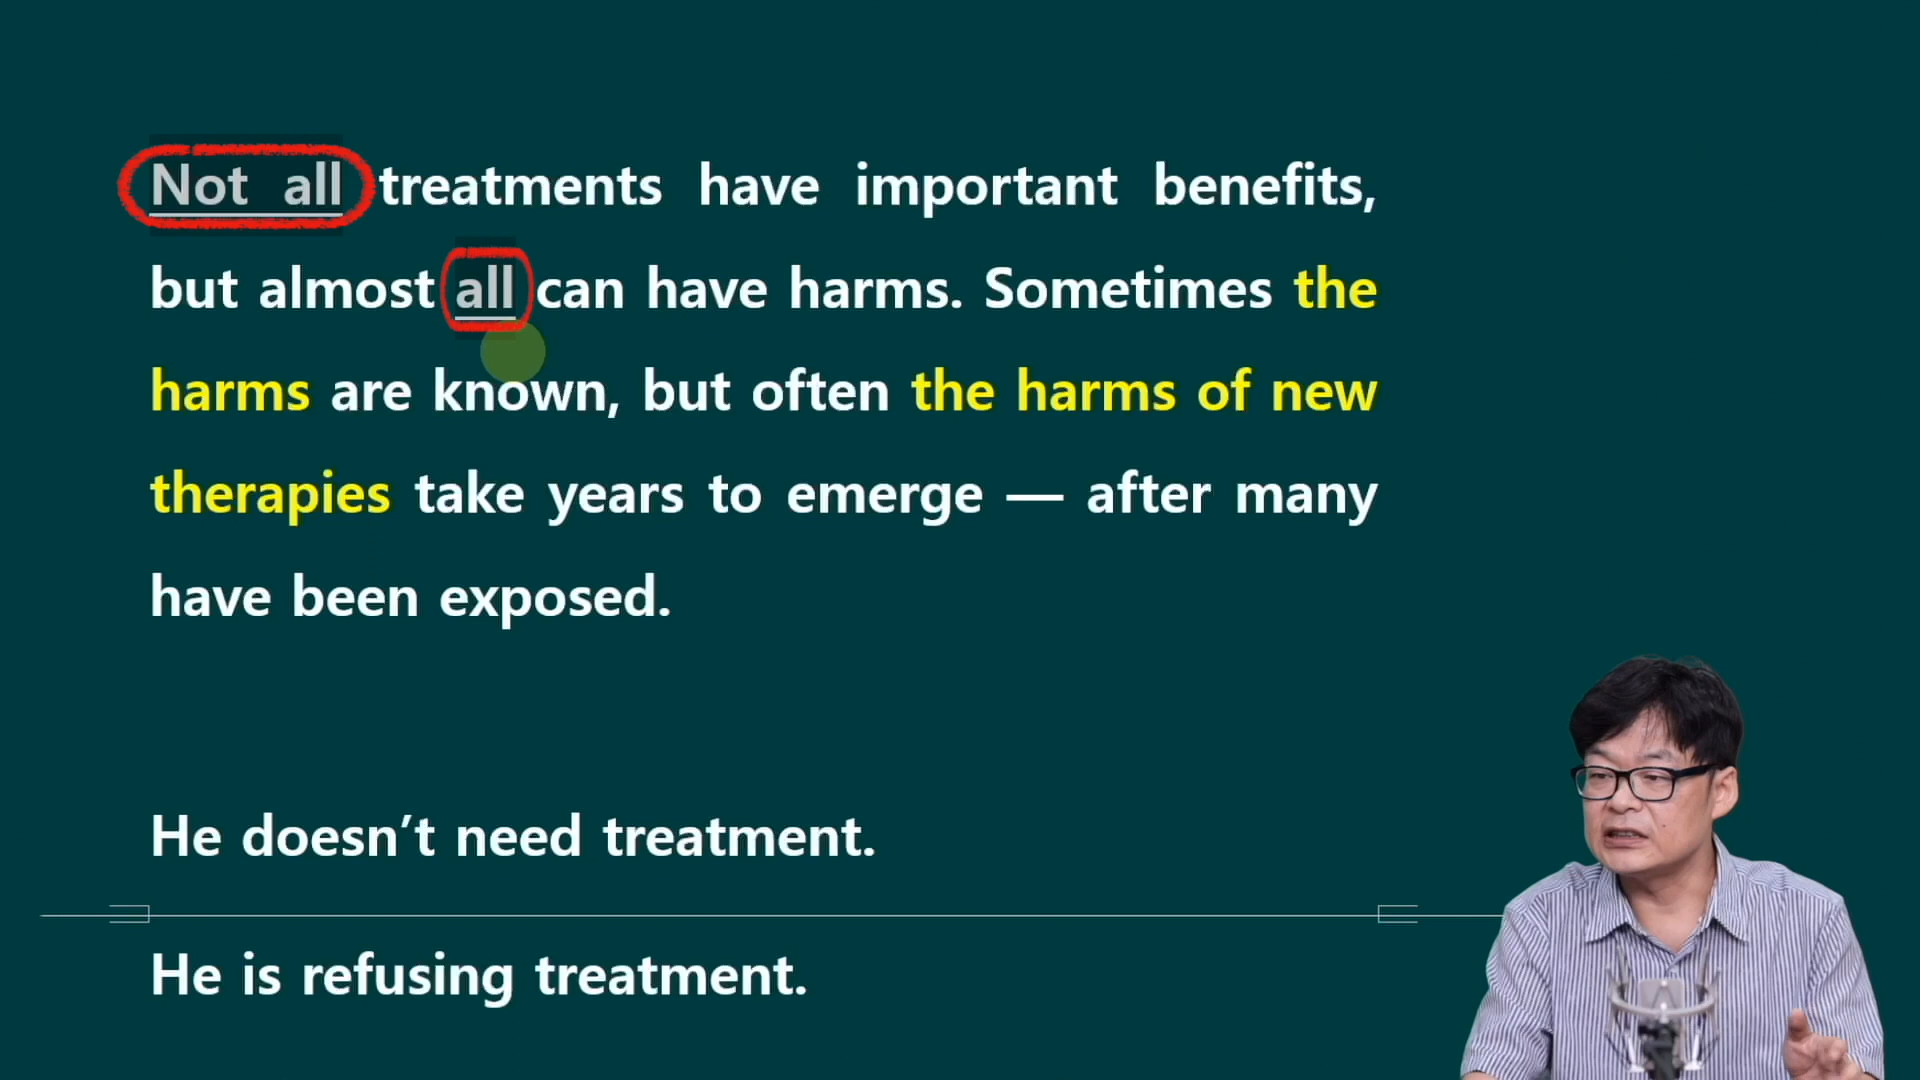 Not all treatments have important benefits,
but almost all can have harms. Sometimes the
harms are known, but often the harms of new
therapies take years to emerge — after many
have been exposed.
He doesn’t need treatment.
He is refusing treatment.